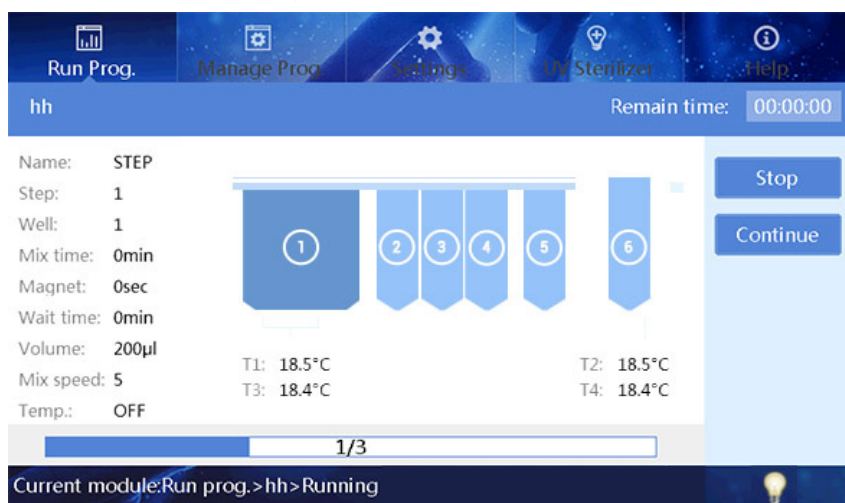 Run Prog.
Manage Prog.
Settings
UV Sterilizer
Help
hh
Remain time: 00:00:00
Name: STEP
Step: 1
Well: 1
Mix time: 0min
Magnet: 0sec
Wait time: 0min
Volume: 200µl
Mix speed: 5
Temp.: OFF
1 2 3 4 5 6
T1: 18.5°C
T3: 18.4°C
T2: 18.5°C
T4: 18.4°C
Stop
Continue
1/3
Current module:Run prog.>hh>Running